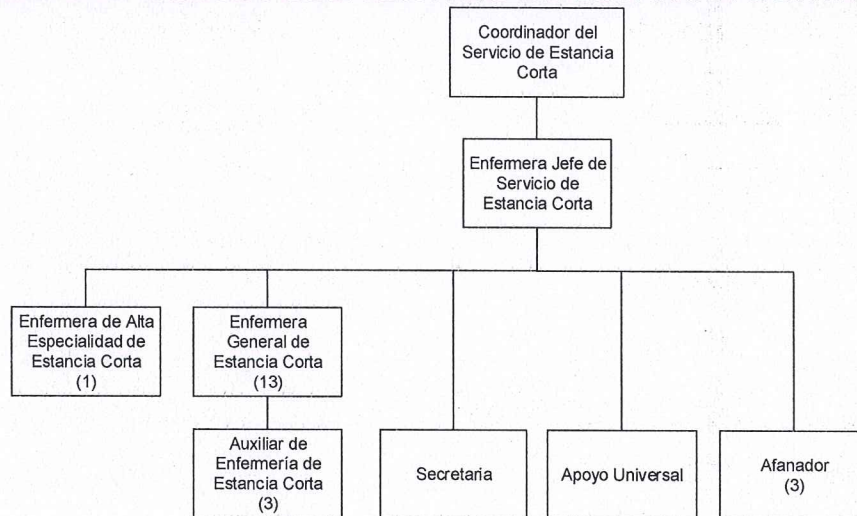 Coordinador del
Servicio de Estancia
Corta
Enfermera Jefe de
Servicio de
Estancia Corta
Enfermera de Alta
Especialidad de
Estancia Corta
(1)
Enfermera
General de
Estancia Corta
(13)
Auxiliar de
Enfermería de
Estancia Corta
(3)
Secretaria
Apoyo Universal
Afanador
(3)